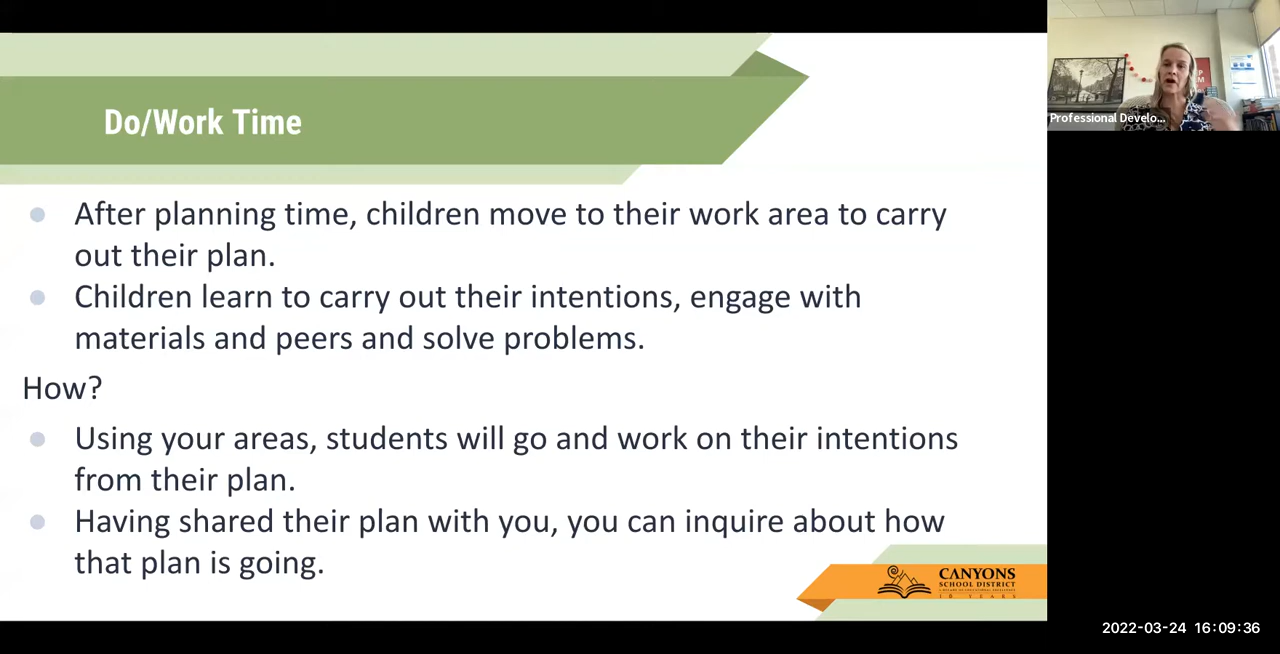 Do/Work Time
After planning time, children move to their work area to carry
out their plan.
Children learn to carry out their intentions, engage with
materials and peers and solve problems.
How?
Using your areas, students will go and work on their intentions
from their plan.
Having shared their plan with you, you can inquire about how
that plan is going.
CANYONS
SCHOOL DISTRICT
10 YEARS
Professional Develo...
2022-03-24 16:09:36